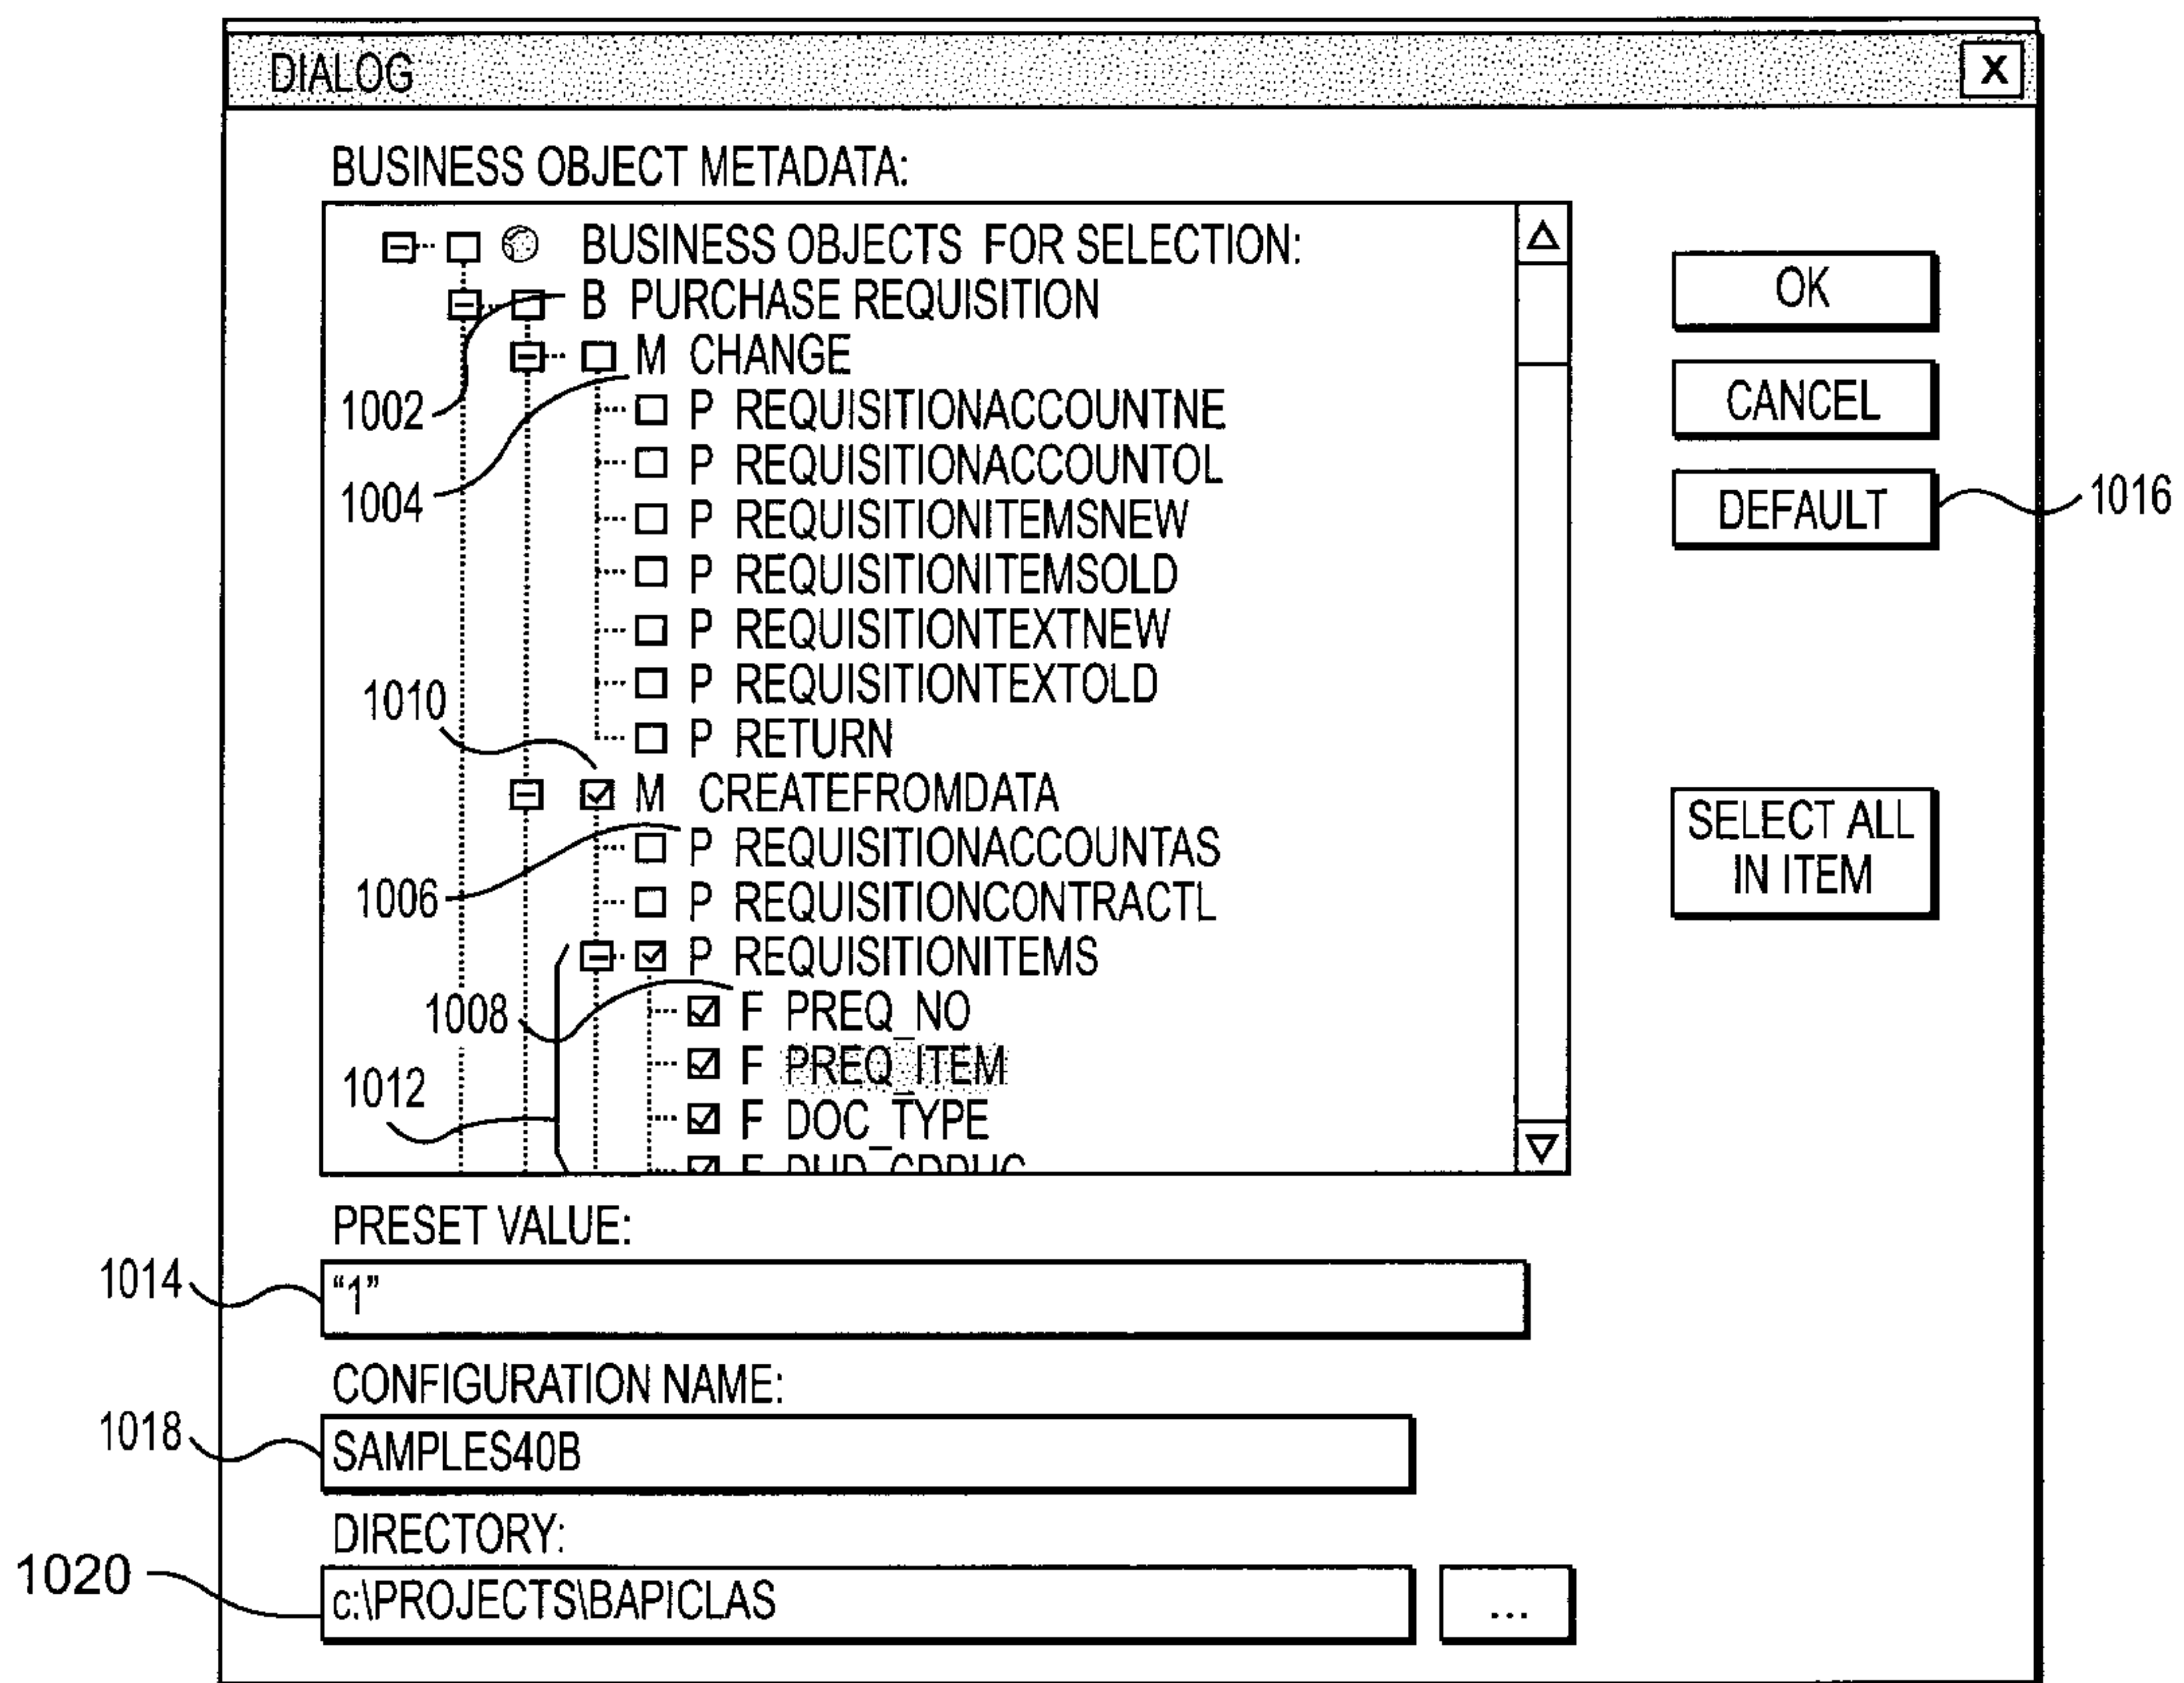 DIALOG X
BUSINESS OBJECT METADATA:
BUSINESS OBJECTS FOR SELECTION:
B PURCHASE REQUISITION
OK
M CHANGE
1002
P REQUISITIONACCOUNTNE
CANCEL
P REQUISITIONACCOUNTOL
1004
DEFAULT
1016
P REQUISITIONITEMSNEW
P REQUISITIONITEMSOLD
P REQUISITIONTEXTNEW
P REQUISITIONTEXTOLD
1010
P RETURN
M CREATEFROMDATA
SELECT ALL
IN ITEM
P REQUISITIONACCOUNTAS
1006
P REQUISITIONCONTRACTL
P REQUISITIONITEMS
1008
F PREQ_NO
F PREQ_ITEM
1012
F DOC_TYPE
F
PRESET VALUE:
1014
“1”
CONFIGURATION NAME:
1018
SAMPLES40B
DIRECTORY:
1020
c:\PROJECTS\BAPICLAS
...